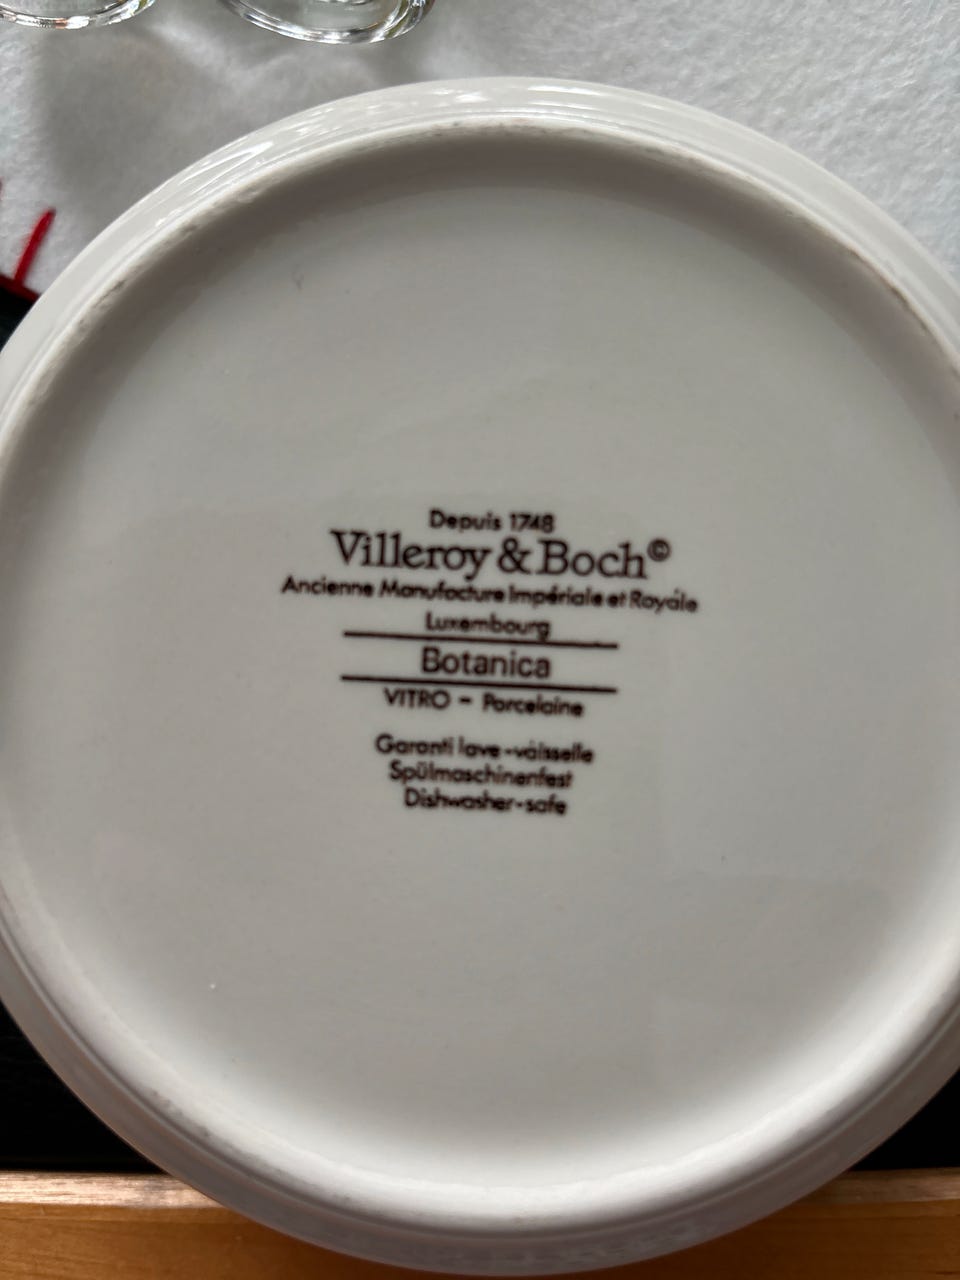 Depuis 1748
Villeroy & Boch©
Ancienne Manufacture Impériale et Royale
Luxembourg
Botanica
VITRO - Porcelaine
Garanti lave-vaisselle
Spülmaschinenfest
Dishwasher-safe